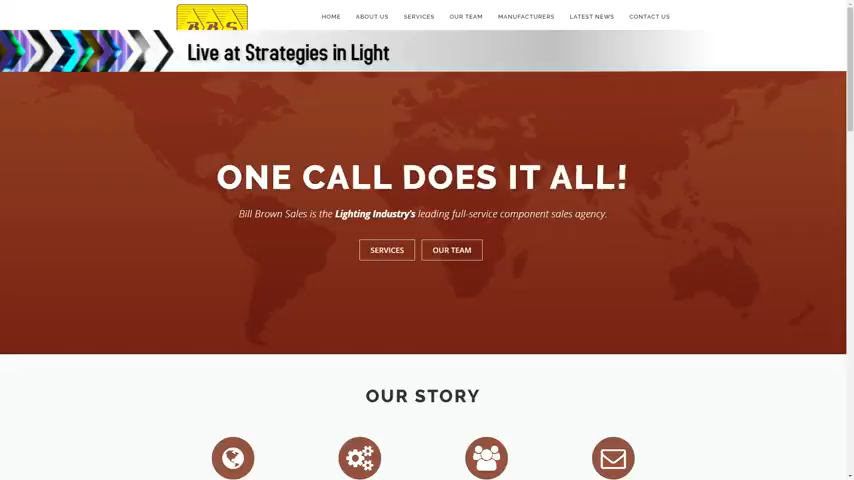 BBS
HOME ABOUT US SERVICES OUR TEAM MANUFACTURERS LATEST NEWS CONTACT US
Live at Strategies in Light
ONE CALL DOES IT ALL!
Bill Brown Sales is the Lighting Industry's leading full-service component sales agency.
SERVICES OUR TEAM
OUR STORY